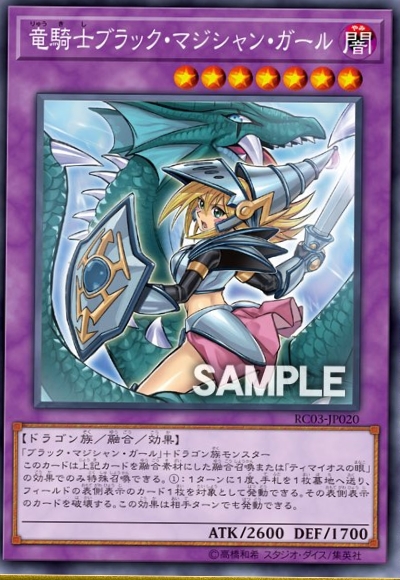 りゅうきし
竜騎士ブラック・マジシャン・ガール 闇
SAMPLE
RC03-JP020
【ドラゴン族/融合/効果】
「ブラック・マジシャン・ガール」+ドラゴン族モンスター
このカードは上記カードを融合素材にした融合召喚または「ティマイオスの眼」
の効果でのみ特殊召喚できる。①:1ターンに1度、手札を1枚墓地へ送り、
フィールドの表側表示のカード1枚を対象として発動できる。その表側表示
のカードを破壊する。この効果は相手ターンでも発動できる。
ATK/2600 DEF/1700
©高橋和希 スタジオ・ダイス/集英社